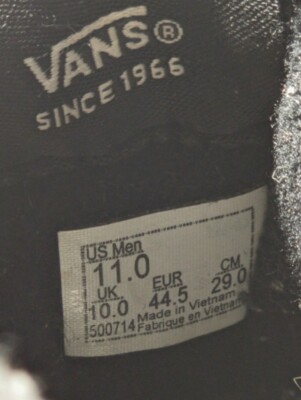 VANS®
SINCE 1966
US Men
11.0
UK EUR CM
10.0 44.5 29.0
500714 Made in Vietnam
Fabrique en Vietnam